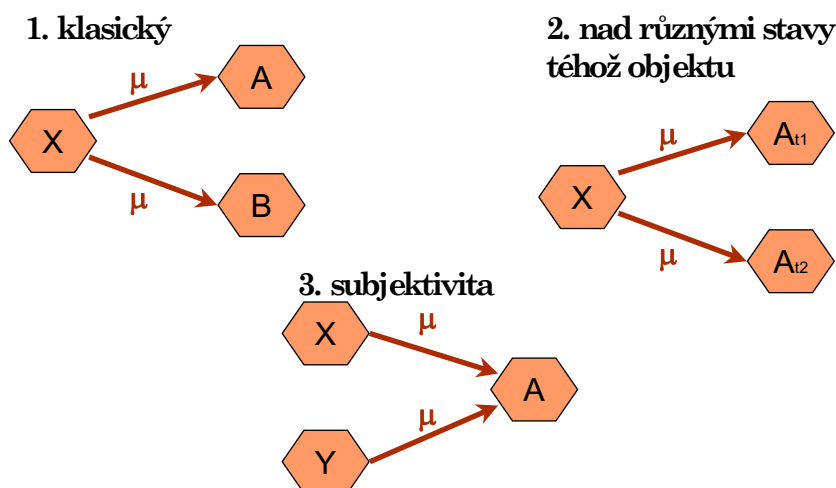 1. klasický
μ
A
X
μ
B
2. nad různými stavy
téhož objektu
μ
At1
X
μ
At2
3. subjektivita
X
μ
A
μ
Y